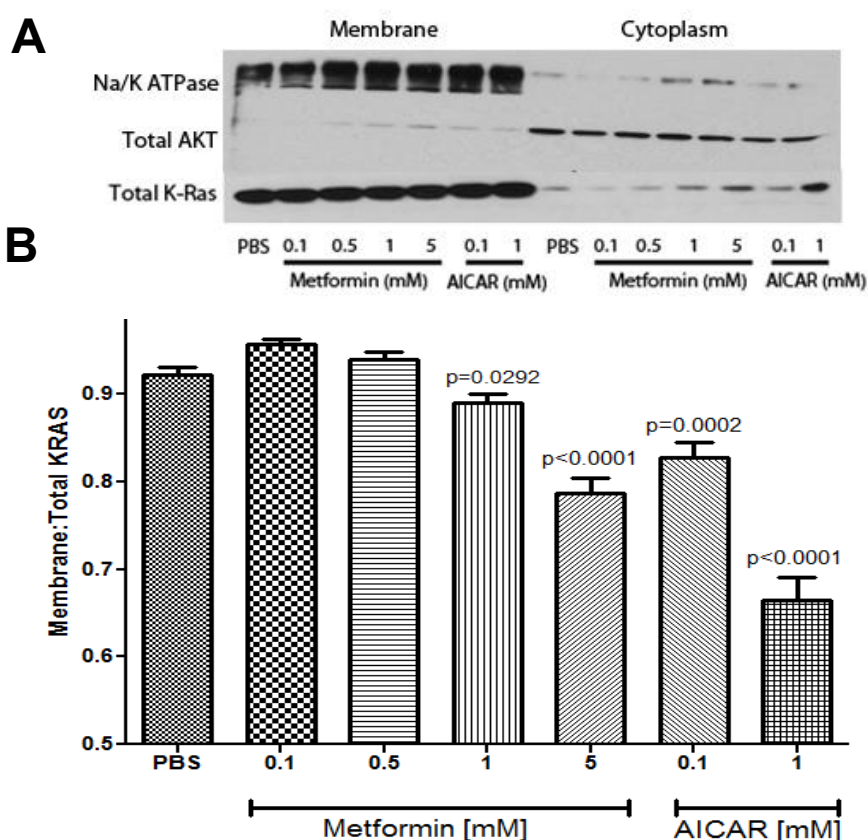 A
Membrane Cytoplasm
Na/K ATPase
Total AKT
Total K-Ras
PBS 0.1 0.5 1 5 0.1 1 PBS 0.1 0.5 1 5 0.1 1
Metformin (mM) AICAR (mM) Metformin (mM) AICAR (mM)
B
Membrane:Total KRAS
0.9
0.8
0.7
0.6
0.5
p=0.0292
p<0.0001
p=0.0002
p<0.0001
PBS 0.1 0.5 1 5 0.1 1
Metformin [mM] AICAR [mM]